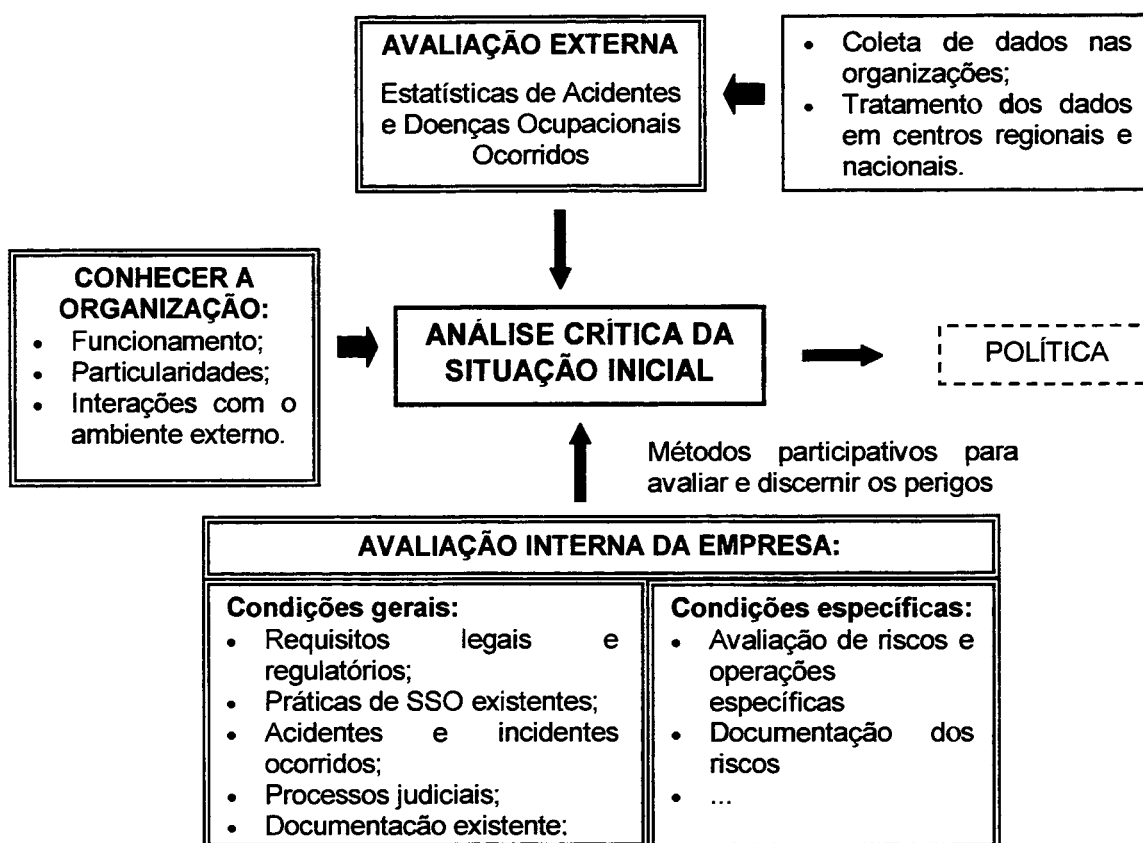 AVALIAÇÃO EXTERNA
Estatísticas de Acidentes
e Doenças Ocupacionais
Ocorridos
• Coleta de dados nas
organizações;
• Tratamento dos dados
em centros regionais e
nacionais.
CONHECER A
ORGANIZAÇÃO:
• Funcionamento;
• Particularidades;
• Interações com o
ambiente externo.
ANÁLISE CRÍTICA DA
SITUAÇÃO INICIAL
POLÍTICA
Métodos participativos para
avaliar e discernir os perigos
AVALIAÇÃO INTERNA DA EMPRESA:
Condições gerais:
• Requisitos legais e
regulatórios;
• Práticas de SSO existentes;
• Acidentes e incidentes
ocorridos;
• Processos judiciais;
• Documentação existente;
Condições específicas:
• Avaliação de riscos e
operações
específicas
• Documentação dos
riscos
• ...